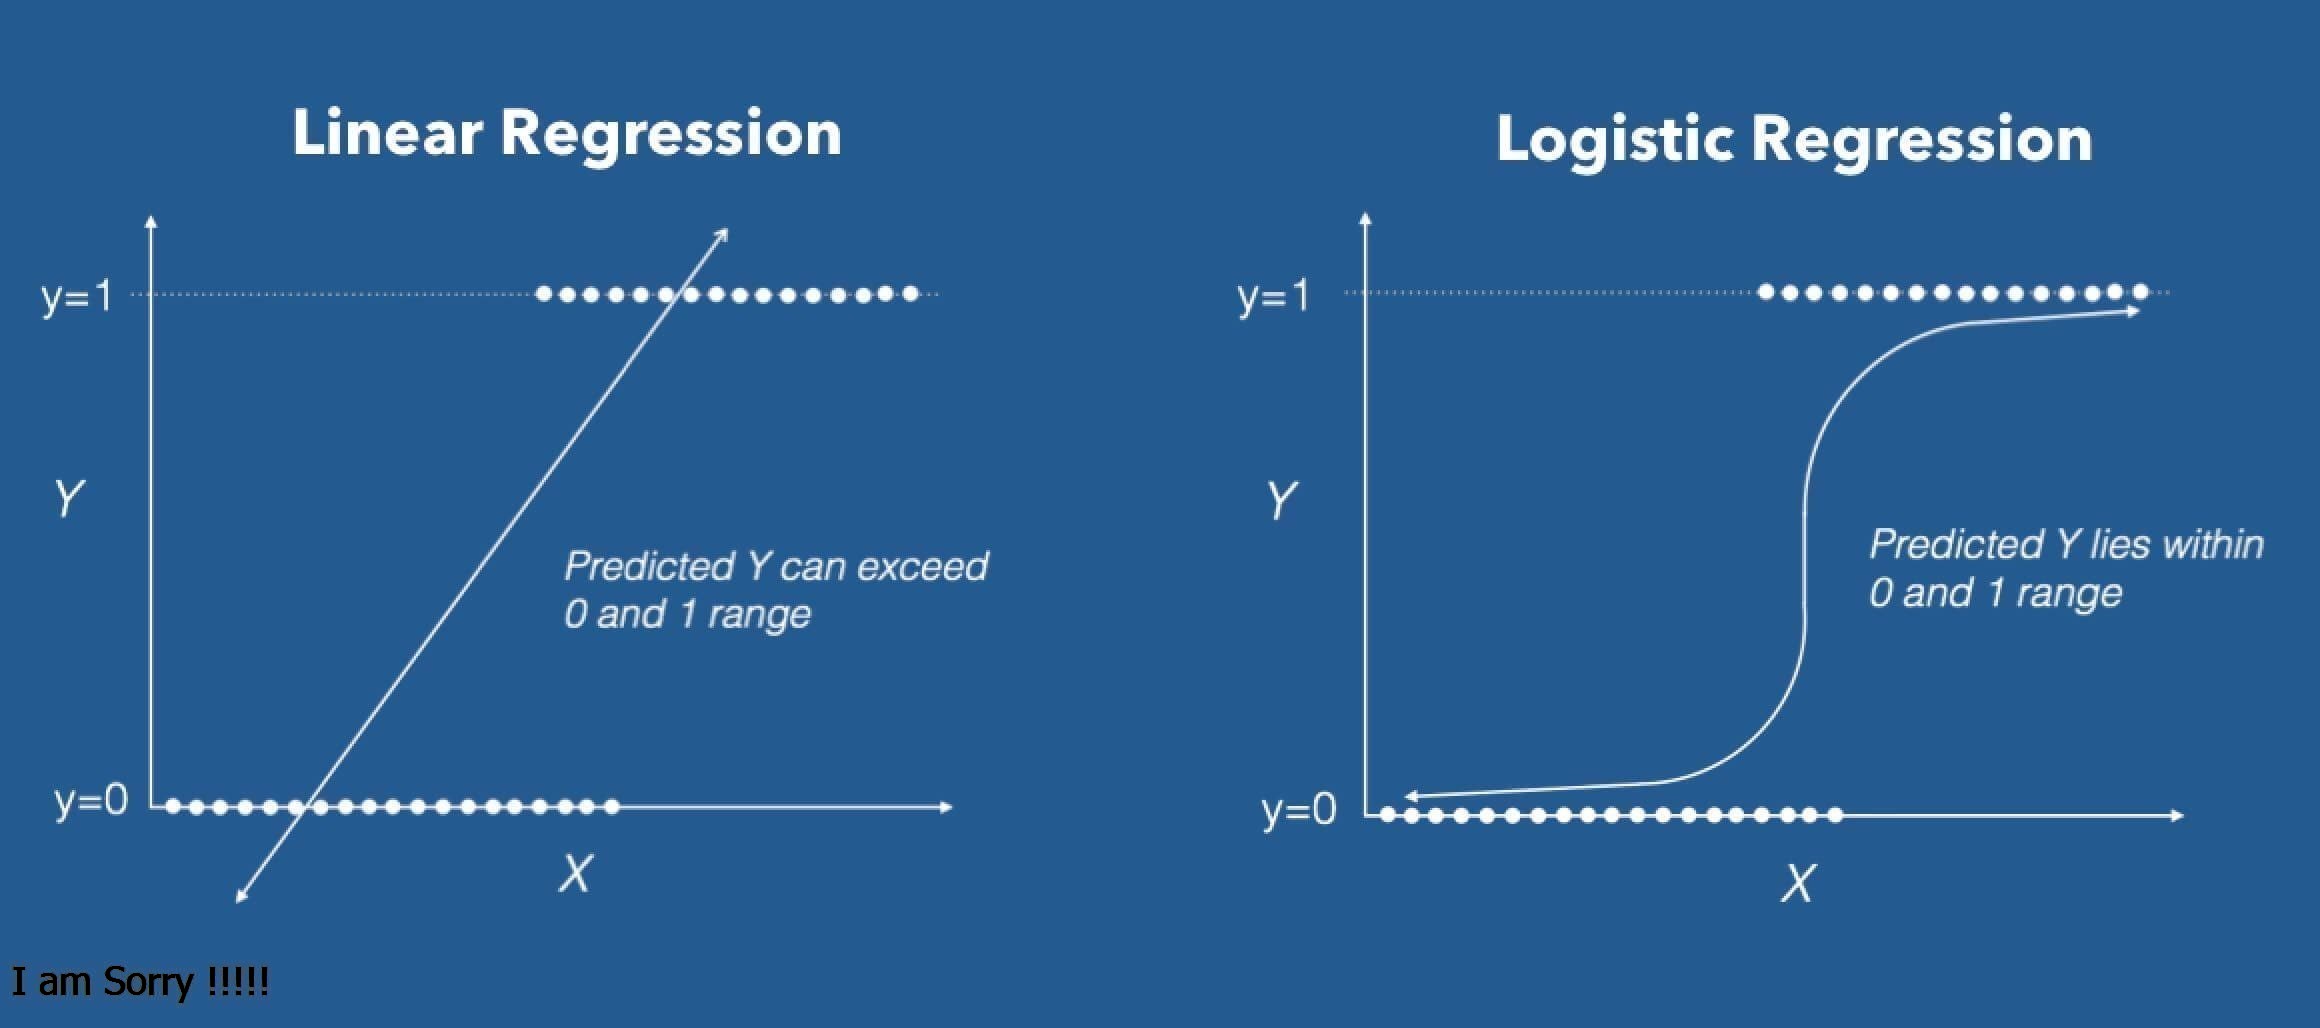 Linear Regression
y=1
Y
Predicted Y can exceed
0 and 1 range
y=0
X
Logistic Regression
y=1
Y
Predicted Y lies within
0 and 1 range
y=0
X
I am Sorry !!!!!